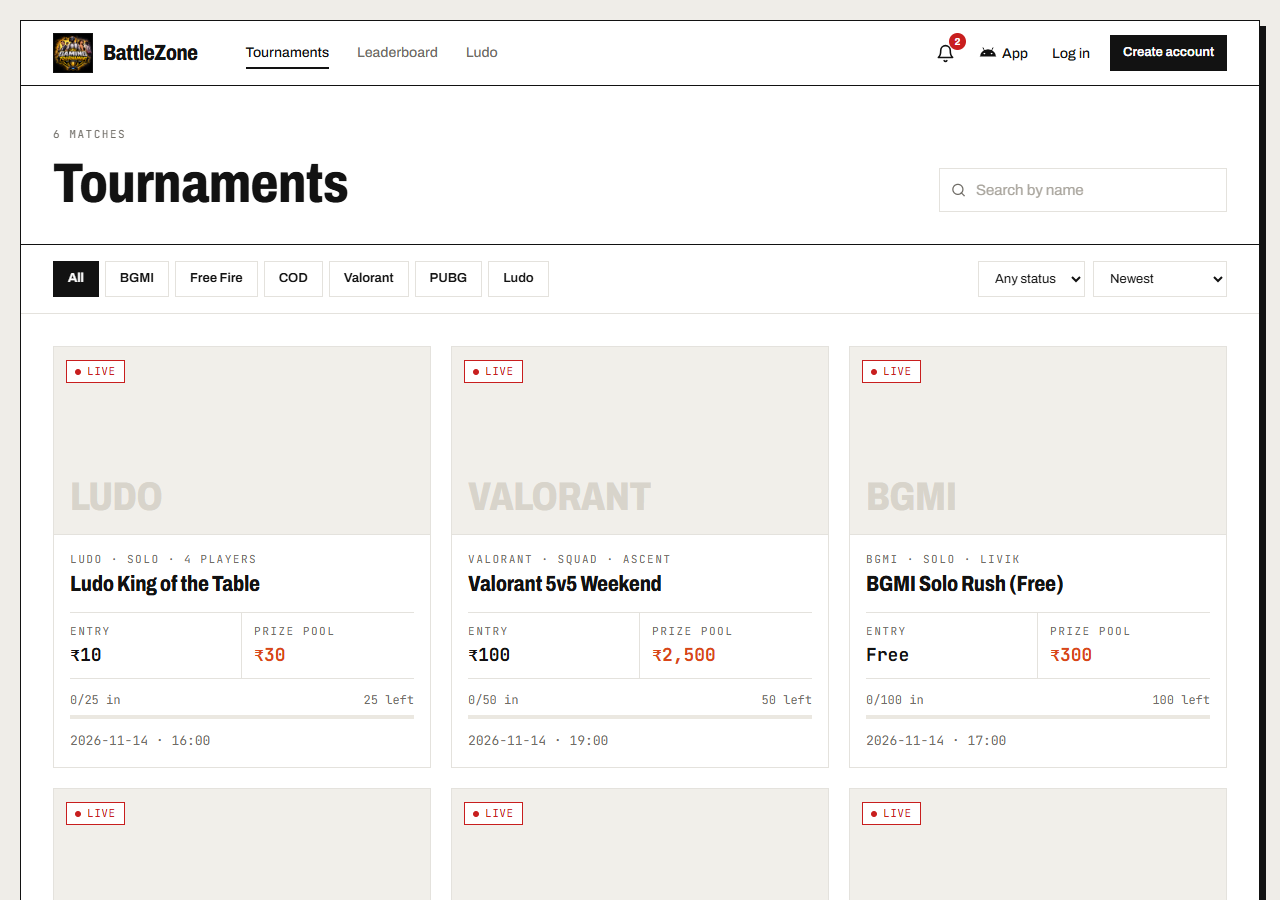 BattleZone Tournaments Leaderboard Ludo 2 App Log in Create account
6 MATCHES
Tournaments
Search by name
All BGMI Free Fire COD Valorant PUBG Ludo Any status Newest
LIVE LIVE LIVE
LUDO VALORANT BGMI
LUDO · SOLO · 4 PLAYERS VALORANT · SQUAD · ASCENT BGMI · SOLO · LIVIK
Ludo King of the Table Valorant 5v5 Weekend BGMI Solo Rush (Free)
ENTRY PRIZE POOL ENTRY PRIZE POOL ENTRY PRIZE POOL
₹10 ₹30 ₹100 ₹2,500 Free ₹300
0/25 in 25 left 0/50 in 50 left 0/100 in 100 left
2026-11-14 · 16:00 2026-11-14 · 19:00 2026-11-14 · 17:00
LIVE LIVE LIVE